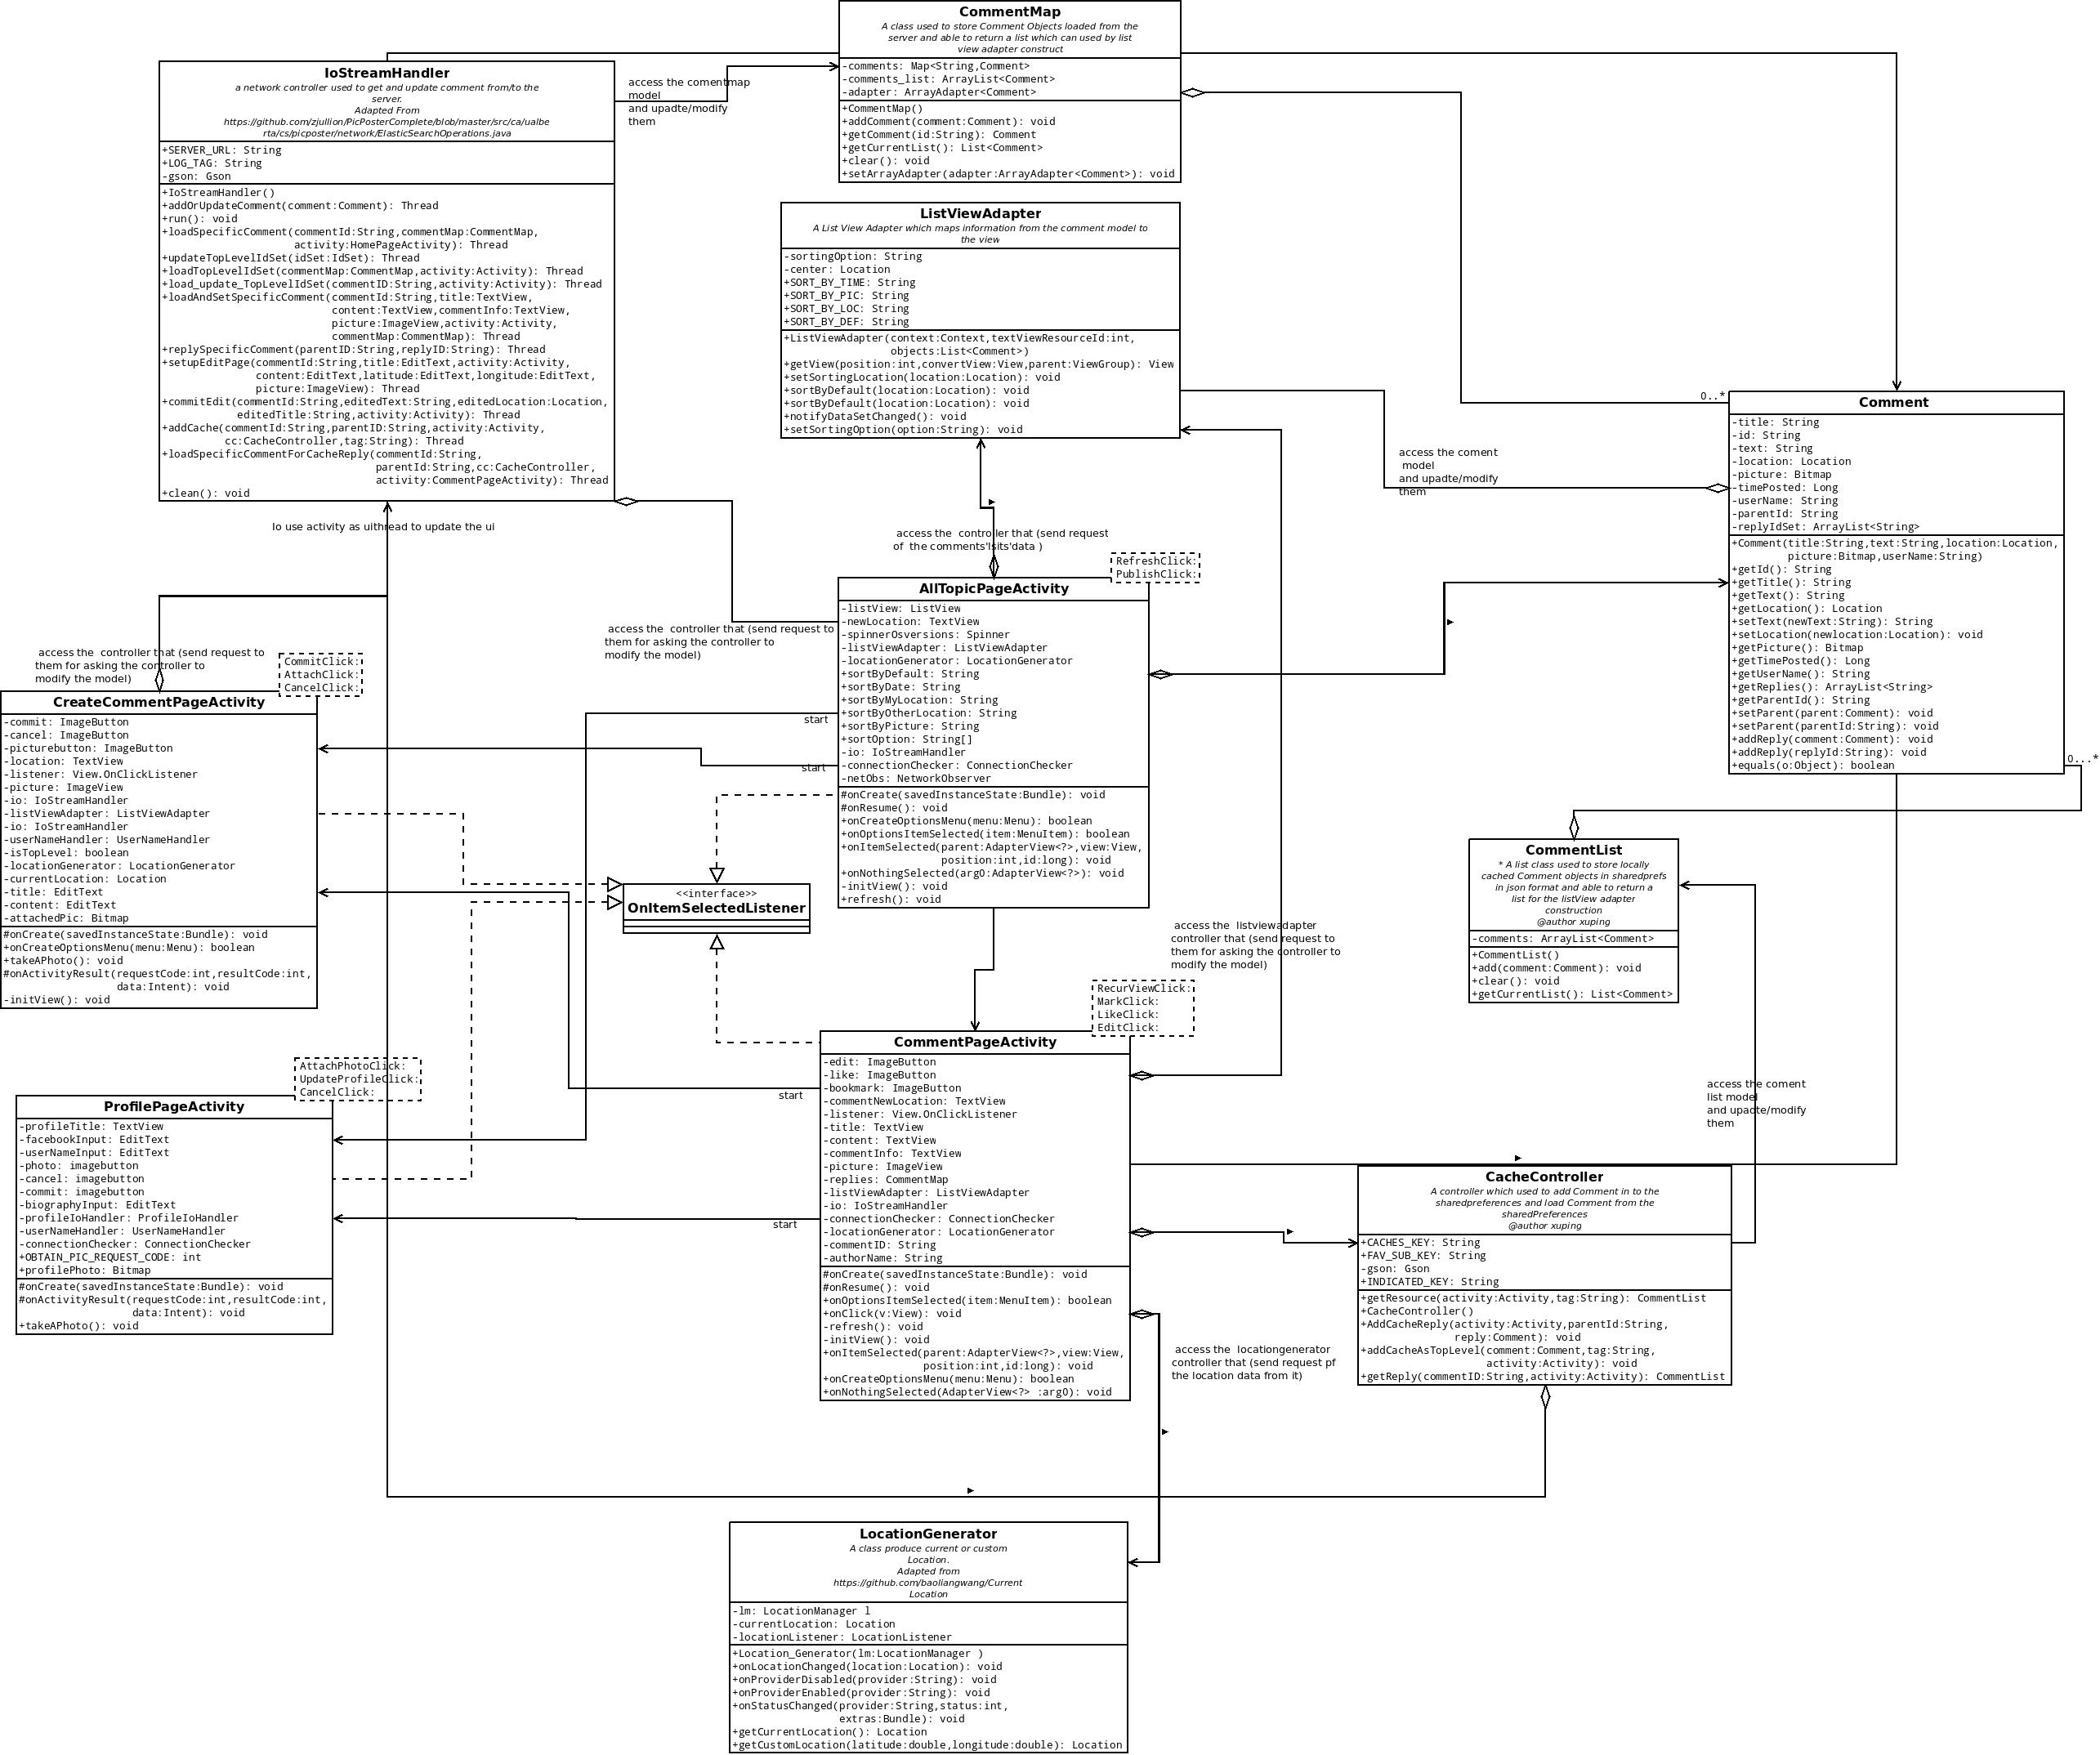 CommentMap
A class used to store Comment Objects loaded from the
server and able to return a list which can used by list
view adapter construct
-comments: Map<String,Comment>
-comments_list: ArrayList<Comment>
-adapter: ArrayAdapter<Comment>
+CommentMap()
+addComment(comment:Comment): void
+getComment(id:String): Comment
+getCurrentList(): List<Comment>
+clear(): void
+setArrayAdapter(adapter:ArrayAdapter<Comment>): void
IoStreamHandler
a network controller used to get and update comment from/to the
server.
Adapted From
https://github.com/zjullion/PicPosterComplete/blob/master/src/ca/ualbe
rta/cs/picposter/network/ElasticSearchOperations.java
+SERVER_URL: String
+LOG_TAG: String
-gson: Gson
+IoStreamHandler()
+addOrUpdateComment(comment:Comment): Thread
+run(): void
+loadSpecificComment(commentId:String,commentMap:CommentMap,
activity:HomePageActivity): Thread
+updateTopLevelIdSet(idSet:IdSet): Thread
+loadTopLevelIdSet(commentMap:CommentMap,activity:Activity): Thread
+load_update_TopLevelIdSet(commentID:String,activity:Activity): Thread
+loadAndSetSpecificComment(commentId:String,title:TextView,
content:TextView,commentInfo:TextView,
picture:ImageView,activity:Activity,
commentMap:CommentMap): Thread
+replySpecificComment(parentID:String,replyID:String): Thread
+setupEditPage(commentId:String,title:EditText,activity:Activity,
content:EditText,latitude:EditText,longitude:EditText,
picture:ImageView): Thread
+commitEdit(commentId:String,editedText:String,editedLocation:Location,
editedTitle:String,activity:Activity): Thread
+addCache(commentId:String,parentID:String,activity:Activity,
cc:CacheController,tag:String): Thread
+loadSpecificCommentForCacheReply(commentId:String,
parentId:String,cc:CacheController,
activity:CommentPageActivity): Thread
+clean(): void
access the comentmap
model
and upadte/modify
them
ListViewAdapter
A List View Adapter which maps information from the comment model to
the view
-sortingOption: String
-center: Location
+SORT_BY_TIME: String
+SORT_BY_PIC: String
+SORT_BY_LOC: String
+SORT_BY_DEF: String
+ListViewAdapter(context:Context,textViewResourceId:int,
objects:List<Comment>)
+getView(position:int,convertView:View,parent:ViewGroup): View
+setSortingLocation(location:Location): void
+sortByDefault(location:Location): void
+sortByDefault(location:Location): void
+notifyDataSetChanged(): void
+setSortingOption(option:String): void
0..*
Comment
-title: String
-id: String
-text: String
-location: Location
-picture: Bitmap
-timePosted: Long
-userName: String
-parentId: String
-replyIdSet: ArrayList<String>
+Comment(title:String,text:String,location:Location,
picture:Bitmap,userName:String)
+getId(): String
+getTitle(): String
+getText(): String
+getLocation(): Location
+setText(newText:String): String
+setLocation(newlocation:Location): void
+getPicture(): Bitmap
+getTimePosted(): Long
+getUserName(): String
+getReplies(): ArrayList<String>
+getParentId(): String
+setParent(parent:Comment): void
+setParent(parentId:String): void
+addReply(comment:Comment): void
+addReply(replyId:String): void
+equals(o:Object): boolean
0...*
access the coment
model
and upadte/modify
them
Io use activity as uithread to update the ui
access the controller that (send request
of the comments'lsits'data )
RefreshClick:
PublishClick:
AllTopicPageActivity
-listView: ListView
-newLocation: TextView
-spinnerOsversions: Spinner
-listViewAdapter: ListViewAdapter
-locationGenerator: LocationGenerator
+sortByDefault: String
+sortByDate: String
+sortByMyLocation: String
+sortByOtherLocation: String
+sortByPicture: String
+sortOption: String[]
-io: IoStreamHandler
-connectionChecker: ConnectionChecker
-netObs: NetworkObserver
#onCreate(savedInstanceState:Bundle): void
#onResume(): void
+onCreateOptionsMenu(menu:Menu): boolean
+onOptionsItemSelected(item:MenuItem): boolean
+onItemSelected(parent:AdapterView<?>,view:View,
position:int,id:long): void
+onNothingSelected(arg0:AdapterView<?>): void
-initView(): void
+refresh(): void
access the controller that (send request to
them for asking the controller to
modify the model)
access the controller that (send request to
them for asking the controller to
modify the model)
CommitClick:
AttachClick:
CancelClick:
CreateCommentPageActivity
-commit: ImageButton
-cancel: ImageButton
-picturebutton: ImageButton
-location: TextView
-listener: View.OnClickListener
-picture: ImageView
-io: IoStreamHandler
-listViewAdapter: ListViewAdapter
-io: IoStreamHandler
-userNameHandler: UserNameHandler
-isTopLevel: boolean
-locationGenerator: LocationGenerator
-currentLocation: Location
-title: EditText
-content: EditText
-attachedPic: Bitmap
#onCreate(savedInstanceState:Bundle): void
+onCreateOptionsMenu(menu:Menu): boolean
+takeAPhoto(): void
#onActivityResult(requestCode:int,resultCode:int,
data:Intent): void
-initView(): void
start
start
<<interface>>
OnItemSelectedListener
CommentList
* A list class used to store locally
cached Comment objects in sharedprefs
in json format and able to return a
list for the listView adapter
construction
@author xuping
-comments: ArrayList<Comment>
+CommentList()
+add(comment:Comment): void
+clear(): void
+getCurrentList(): List<Comment>
access the listviewadapter
controller that (send request to
them for asking the controller to
modify the model)
RecurViewClick:
MarkClick:
LikeClick:
EditClick:
CommentPageActivity
-edit: ImageButton
-like: ImageButton
-bookmark: ImageButton
-commentNewLocation: TextView
-listener: View.OnClickListener
-title: TextView
-content: TextView
-commentInfo: TextView
-picture: ImageView
-replies: CommentMap
-listViewAdapter: ListViewAdapter
-io: IoStreamHandler
-connectionChecker: ConnectionChecker
-locationGenerator: LocationGenerator
-commentID: String
-authorName: String
#onCreate(savedInstanceState:Bundle): void
#onResume(): void
+onOptionsItemSelected(item:MenuItem): boolean
+onClick(v:View): void
-refresh(): void
-initView(): void
+onItemSelected(parent:AdapterView<?>,view:View,
position:int,id:long): void
+onCreateOptionsMenu(menu:Menu): boolean
+onNothingSelected(AdapterView<?> :arg0): void
start
start
AttachPhotoClick:
UpdateProfileClick:
CancelClick:
ProfilePageActivity
-profileTitle: TextView
-facebookInput: EditText
-userNameInput: EditText
-photo: imagebutton
-cancel: imagebutton
-commit: imagebutton
-biographyInput: EditText
-profileIoHandler: ProfileIoHandler
-userNameHandler: UserNameHandler
-connectionChecker: ConnectionChecker
+OBTAIN_PIC_REQUEST_CODE: int
+profilePhoto: Bitmap
#onCreate(savedInstanceState:Bundle): void
#onActivityResult(requestCode:int,resultCode:int,
data:Intent): void
+takeAPhoto(): void
access the coment
list model
and upadte/modify
them
CacheController
A controller which used to add Comment in to the
sharedpreferences and load Comment from the
sharedPreferences
@author xuping
+CACHES_KEY: String
+FAV_SUB_KEY: String
-gson: Gson
+INDICATED_KEY: String
+getResource(activity:Activity,tag:String): CommentList
+CacheController()
+AddCacheReply(activity:Activity,parentId:String,
reply:Comment): void
+addCacheAsTopLevel(comment:Comment,tag:String,
activity:Activity): void
+getReply(commentID:String,activity:Activity): CommentList
access the locationgenerator
controller that (send request pf
the location data from it)
LocationGenerator
A class produce current or custom
Location.
Adapted from
https://github.com/baoliangwang/Current
Location
-lm: LocationManager l
-currentLocation: Location
-locationListener: LocationListener
+Location_Generator(lm:LocationManager )
+onLocationChanged(location:Location): void
+onProviderDisabled(provider:String): void
+onProviderEnabled(provider:String): void
+onStatusChanged(provider:String,status:int,
extras:Bundle): void
+getCurrentLocation(): Location
+getCustomLocation(latitude:double,longitude:double): Location